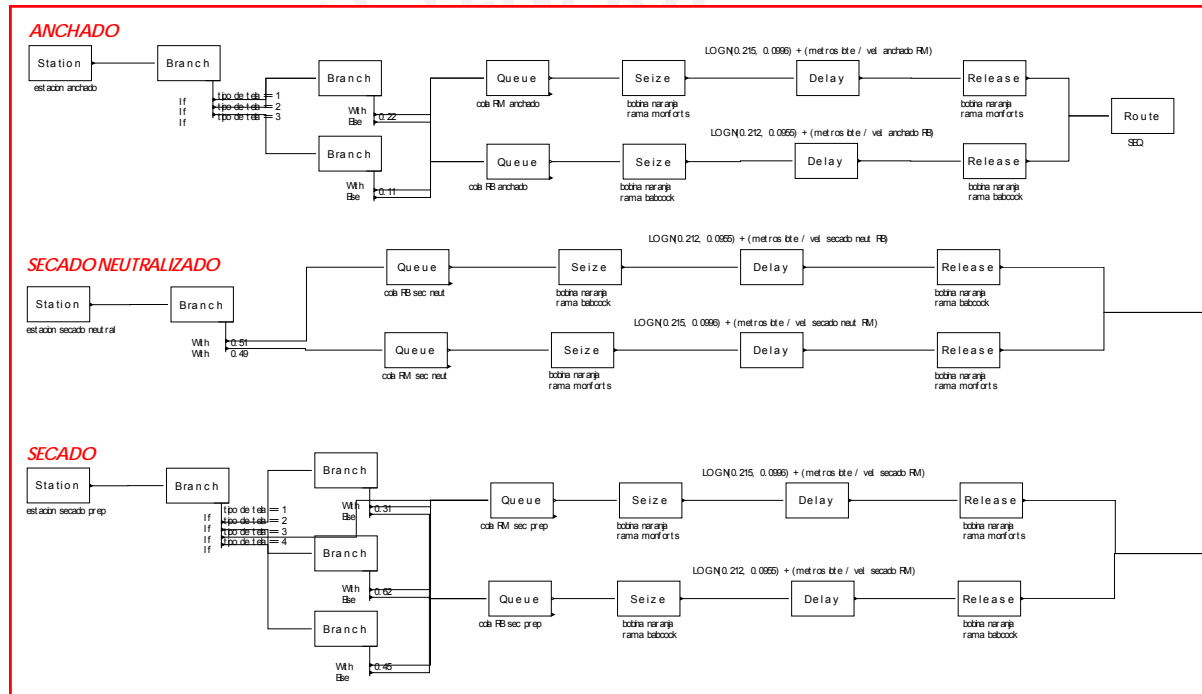 ANCHADO
LOGN(0.215, 0.0996) + (metros lote / vel anchado RM)
Station
Branch
Branch
Queue
Seize
Delay
Release
estacion anchado
If
tipo de tela == 1
If
tipo de tela == 2
If
tipo de tela == 3
With
0.22
Else
cola RM anchado
bobina naranja
rama monforts
bobina naranja
rama monforts
Route
SEQ
LOGN(0.212, 0.0955) + (metros lote / vel anchado RB)
Branch
Queue
Seize
Delay
Release
With
0.11
Else
cola RB anchado
bobina naranja
rama babcock
bobina naranja
rama babcock
SECADO NEUTRALIZADO
LOGN(0.212, 0.0955) + (metros lote / vel secado neut RB)
Queue
Seize
Delay
Release
cola RB sec neut
bobina naranja
rama babcock
bobina naranja
rama babcock
Station
Branch
estacion secado neutral
With
0.51
With
0.49
LOGN(0.215, 0.0996) + (metros lote / vel secado neut RM)
Queue
Seize
Delay
Release
cola RM sec neut
bobina naranja
rama monforts
bobina naranja
rama monforts
SECADO
LOGN(0.215, 0.0996) + (metros lote / vel secado RM)
Station
Branch
Branch
Queue
Seize
Delay
Release
estacion secado prep
If
tipo de tela == 1
If
tipo de tela == 2
If
tipo de tela == 3
If
tipo de tela == 4
With
0.31
Else
cola RM sec prep
bobina naranja
rama monforts
bobina naranja
rama monforts
Branch
With
0.62
Else
LOGN(0.212, 0.0955) + (metros lote / vel secado RM)
Queue
Seize
Delay
Release
cola RB sec prep
bobina naranja
rama babcock
bobina naranja
rama babcock
Branch
With
0.45
Else